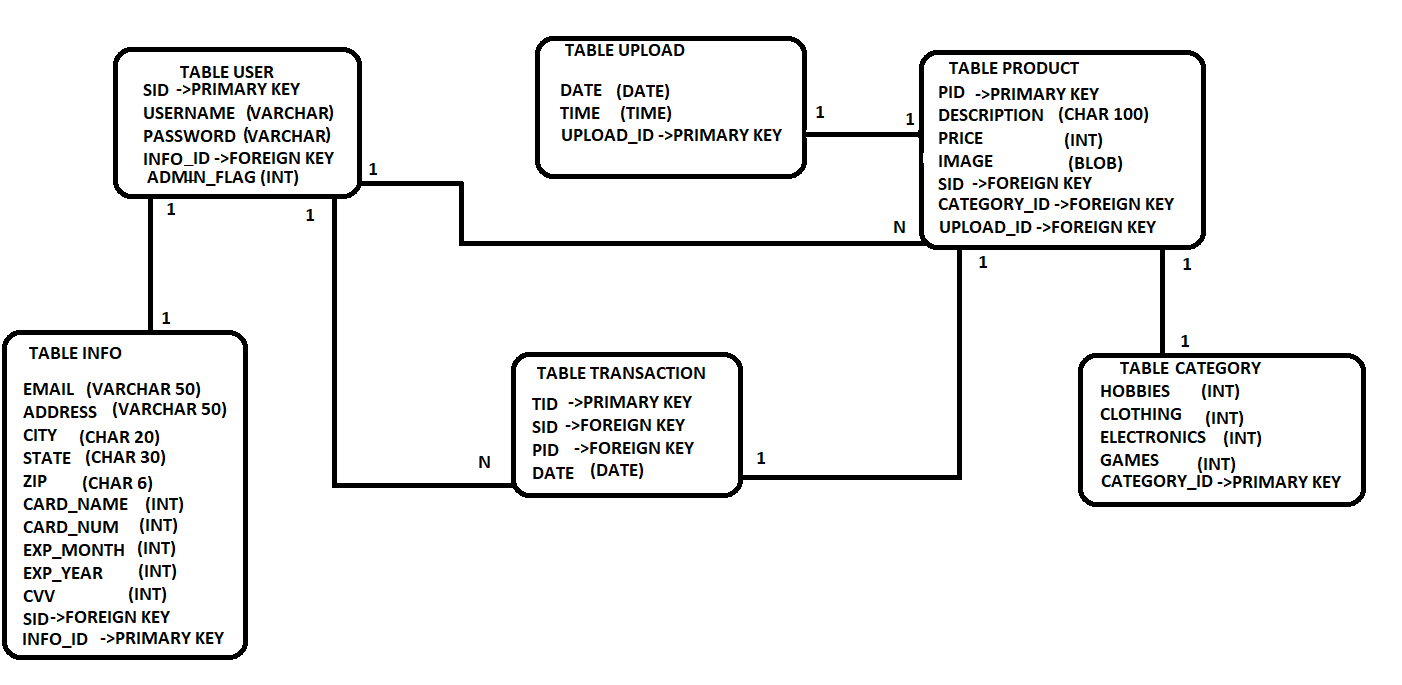 TABLE USER
SID ->PRIMARY KEY
USERNAME (VARCHAR)
PASSWORD (VARCHAR)
INFO_ID ->FOREIGN KEY
ADMIN_FLAG (INT)
1
1
1
TABLE UPLOAD
DATE (DATE)
TIME (TIME)
UPLOAD_ID ->PRIMARY KEY
1
1
TABLE PRODUCT
PID ->PRIMARY KEY
DESCRIPTION (CHAR 100)
PRICE (INT)
IMAGE (BLOB)
SID ->FOREIGN KEY
CATEGORY_ID ->FOREIGN KEY
UPLOAD_ID ->FOREIGN KEY
N
1
1
1
TABLE INFO
EMAIL (VARCHAR 50)
ADDRESS (VARCHAR 50)
CITY (CHAR 20)
STATE (CHAR 30)
ZIP (CHAR 6)
CARD_NAME (INT)
CARD_NUM (INT)
EXP_MONTH (INT)
EXP_YEAR (INT)
CVV (INT)
SID->FOREIGN KEY
INFO_ID ->PRIMARY KEY
TABLE TRANSACTION
TID ->PRIMARY KEY
SID ->FOREIGN KEY
PID ->FOREIGN KEY
DATE (DATE)
N
1
1
TABLE CATEGORY
HOBBIES (INT)
CLOTHING (INT)
ELECTRONICS (INT)
GAMES (INT)
CATEGORY_ID ->PRIMARY KEY